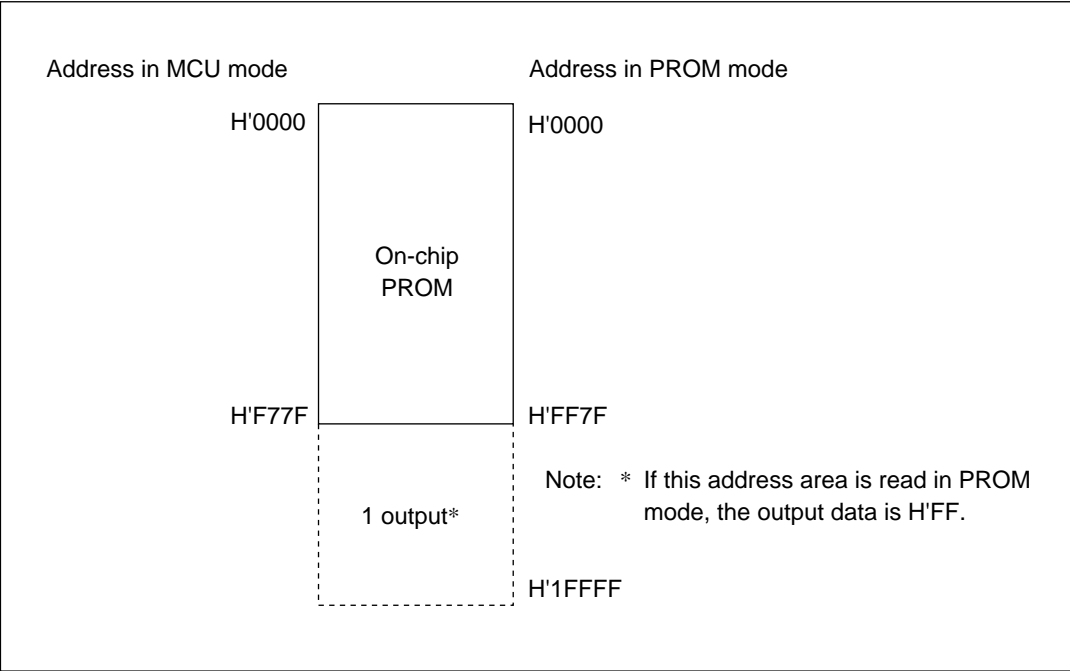 Address in MCU mode
Address in PROM mode
H'0000
H'0000
On-chip
PROM
H'F77F
H'FF7F
Note: * If this address area is read in PROM
mode, the output data is H'FF.
1 output*
H'1FFFF